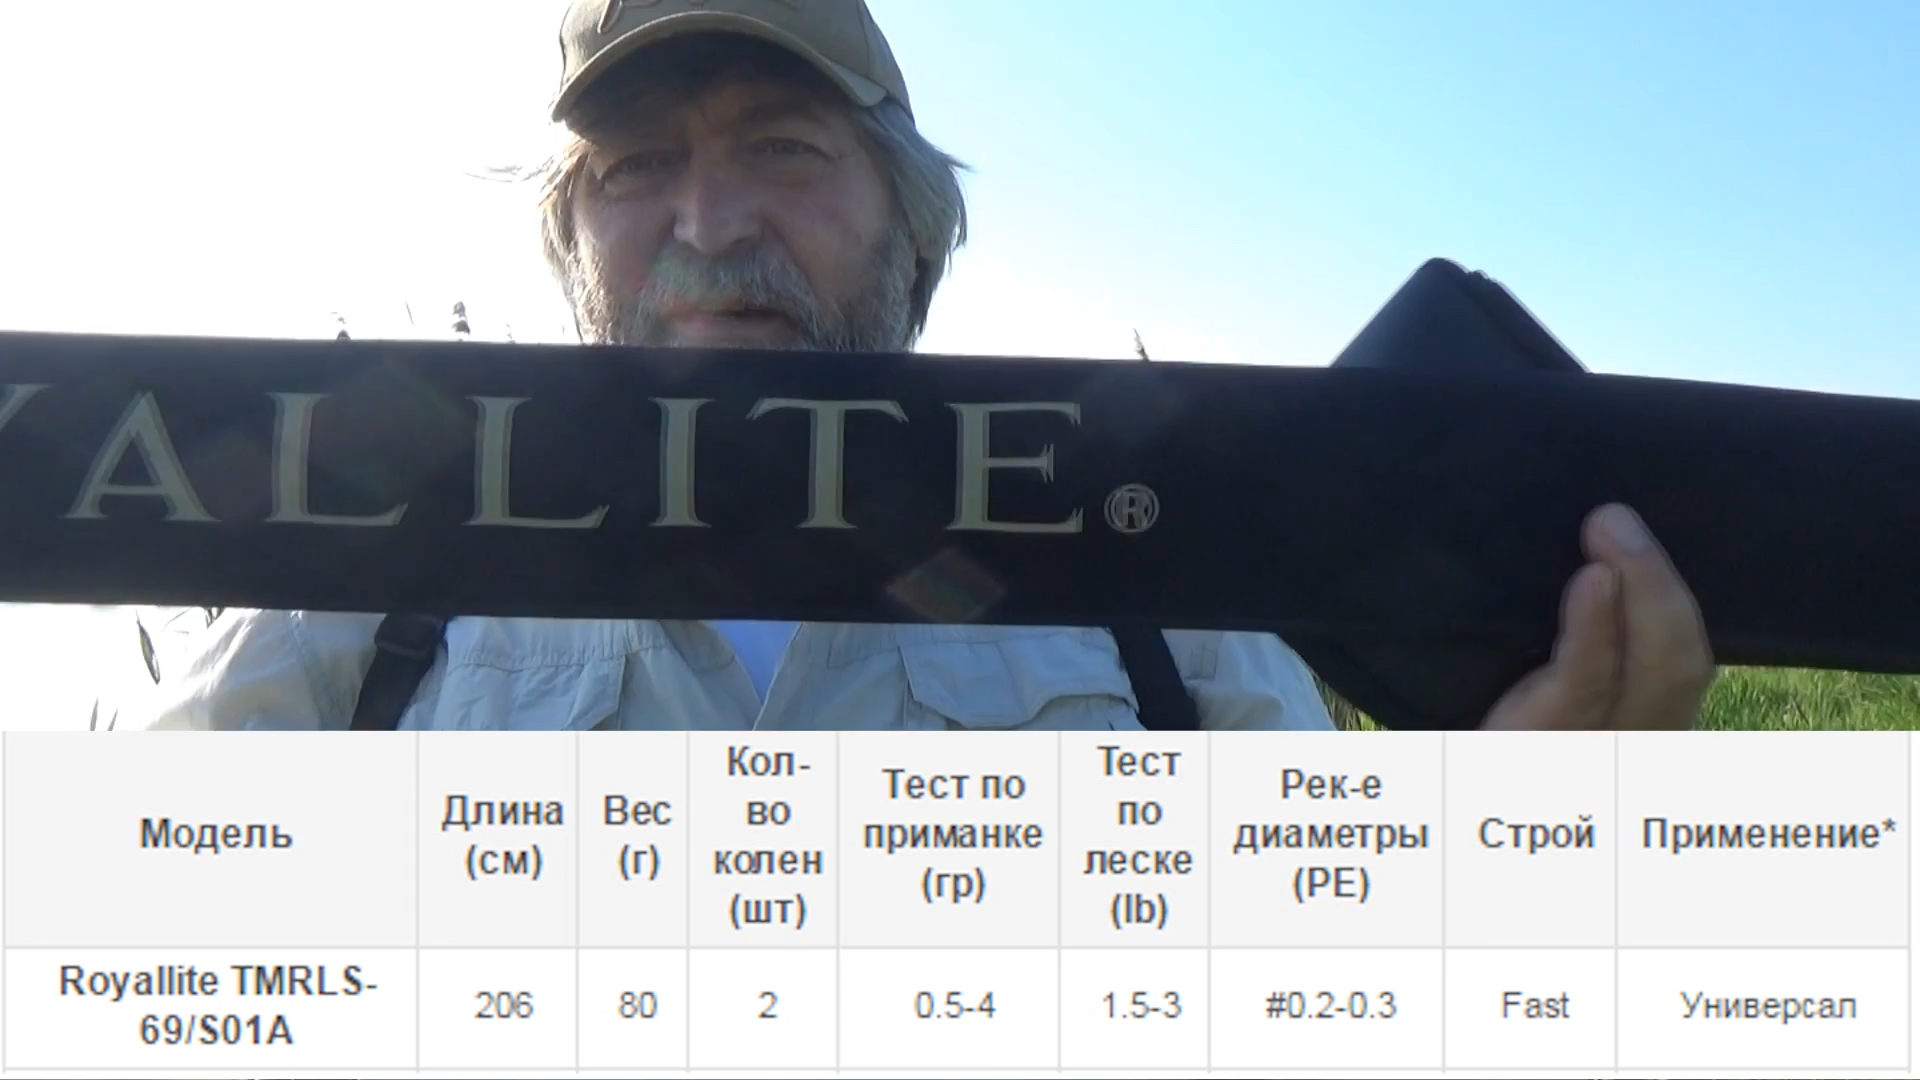 YALLITE®
Модель
Длина
(см)
Вес
(г)
Кол-
во
колен
(шт)
Тест по
приманке
(гр)
Тест
по
леске
(lb)
Рек-е
диаметры
(PE)
Строй
Применение*
Royallite TMRLS-
69/S01A
206
80
2
0.5-4
1.5-3
#0.2-0.3
Fast
Универсал